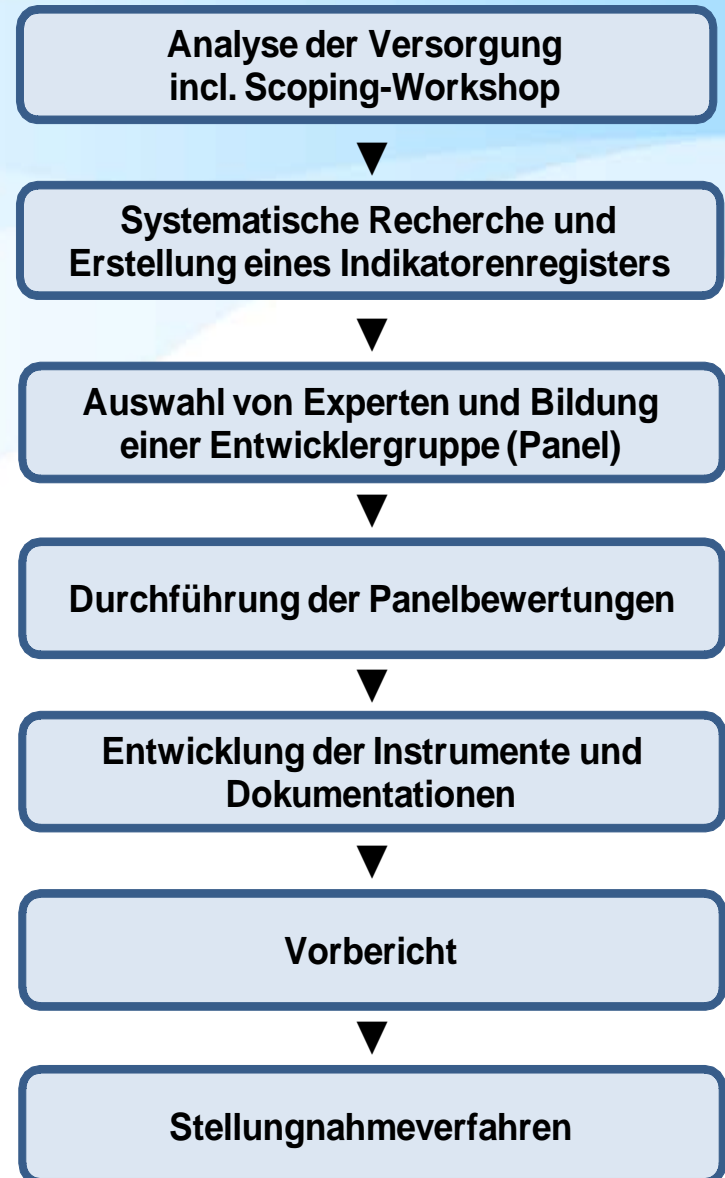 Analyse der Versorgung
incl. Scoping-Workshop
Systematische Recherche und
Erstellung eines Indikatorenregisters
Auswahl von Experten und Bildung
einer Entwicklergruppe (Panel)
Durchführung der Panelbewertungen
Entwicklung der Instrumente und
Dokumentationen
Vorbericht
Stellungnahmeverfahren